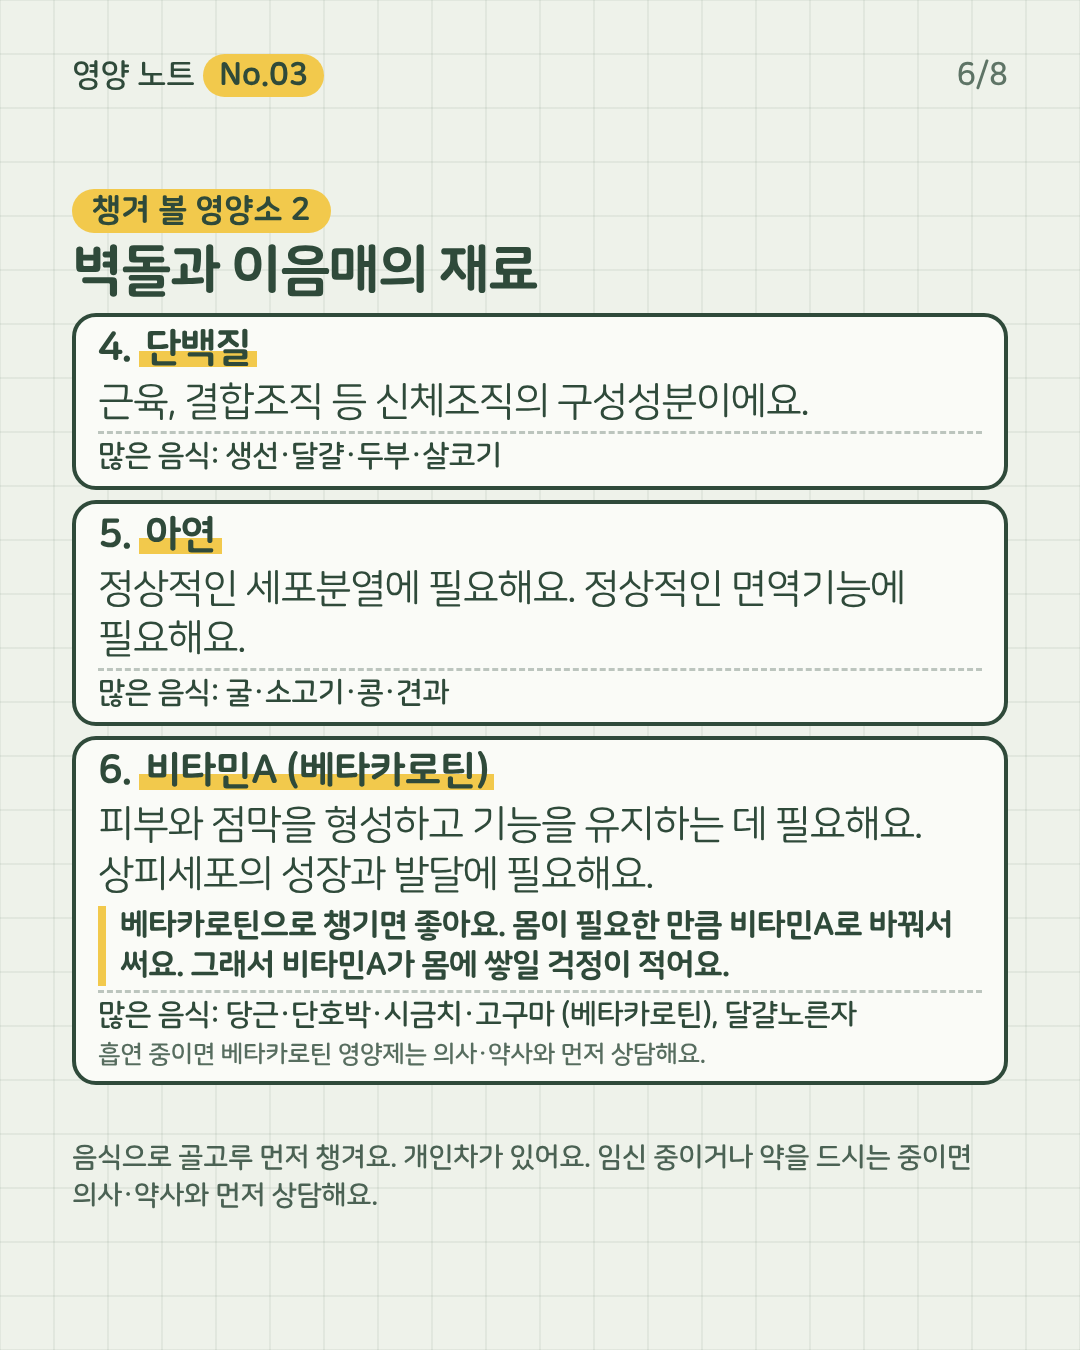 영양 노트 No.03
6/8
챙겨 볼 영양소 2
벽돌과 이음매의 재료
4. 단백질
근육, 결합조직 등 신체조직의 구성성분이에요.
많은 음식: 생선·달걀·두부·살코기
5. 아연
정상적인 세포분열에 필요해요. 정상적인 면역기능에
필요해요.
많은 음식: 굴·소고기·콩·견과
6. 비타민A (베타카로틴)
피부와 점막을 형성하고 기능을 유지하는 데 필요해요.
상피세포의 성장과 발달에 필요해요.
베타카로틴으로 챙기면 좋아요. 몸이 필요한 만큼 비타민A로 바꿔서
써요. 그래서 비타민A가 몸에 쌓일 걱정이 적어요.
많은 음식: 당근·단호박·시금치·고구마 (베타카로틴), 달걀노른자
흡연 중이면 베타카로틴 영양제는 의사·약사와 먼저 상담해요.
음식으로 골고루 먼저 챙겨요. 개인차가 있어요. 임신 중이거나 약을 드시는 중이면
의사·약사와 먼저 상담해요.